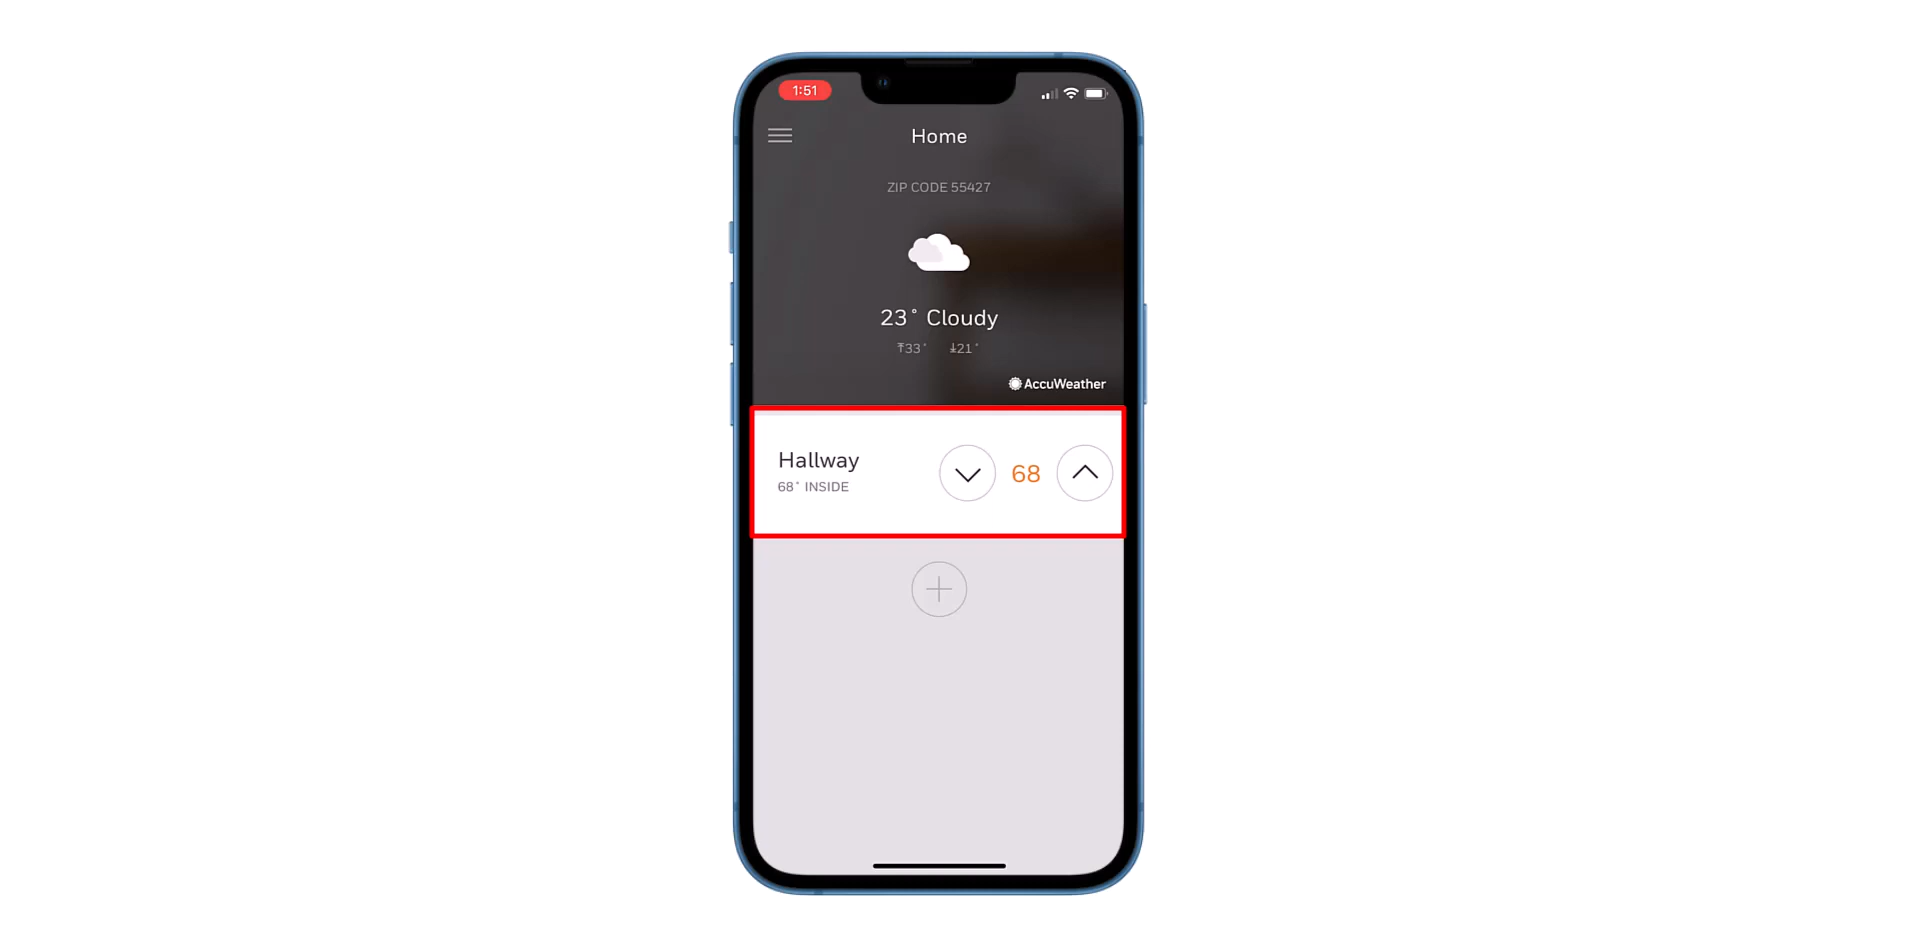 1:51
Home
ZIP CODE 55427
23° Cloudy
33° 21°
AccuWeather
Hallway
68° INSIDE
68